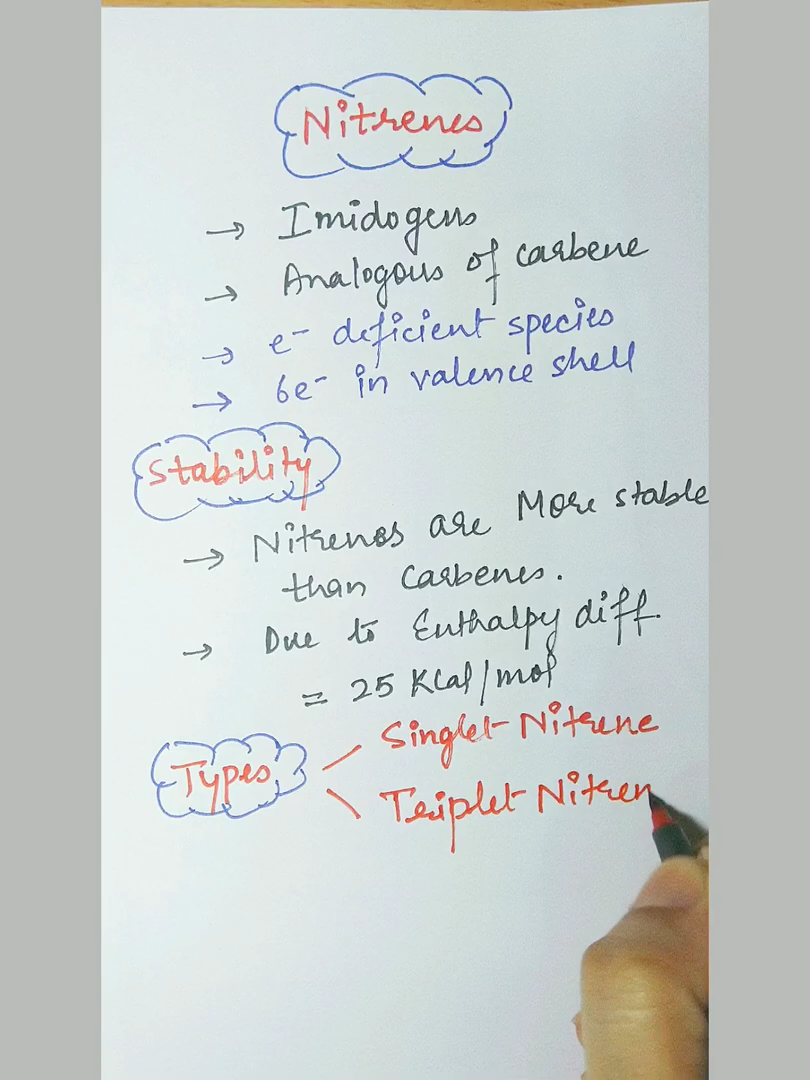 Nitrenes
→ Imidogens
→ Analogous of carbene
→ e⁻ deficient species
→ 6e⁻ in valence shell
Stability
→ Nitrenes are More stable
than Carbenes.
→ Due to Enthalpy diff.
= 25 Kcal/mol
Types
Singlet Nitrene
Triplet Nitren